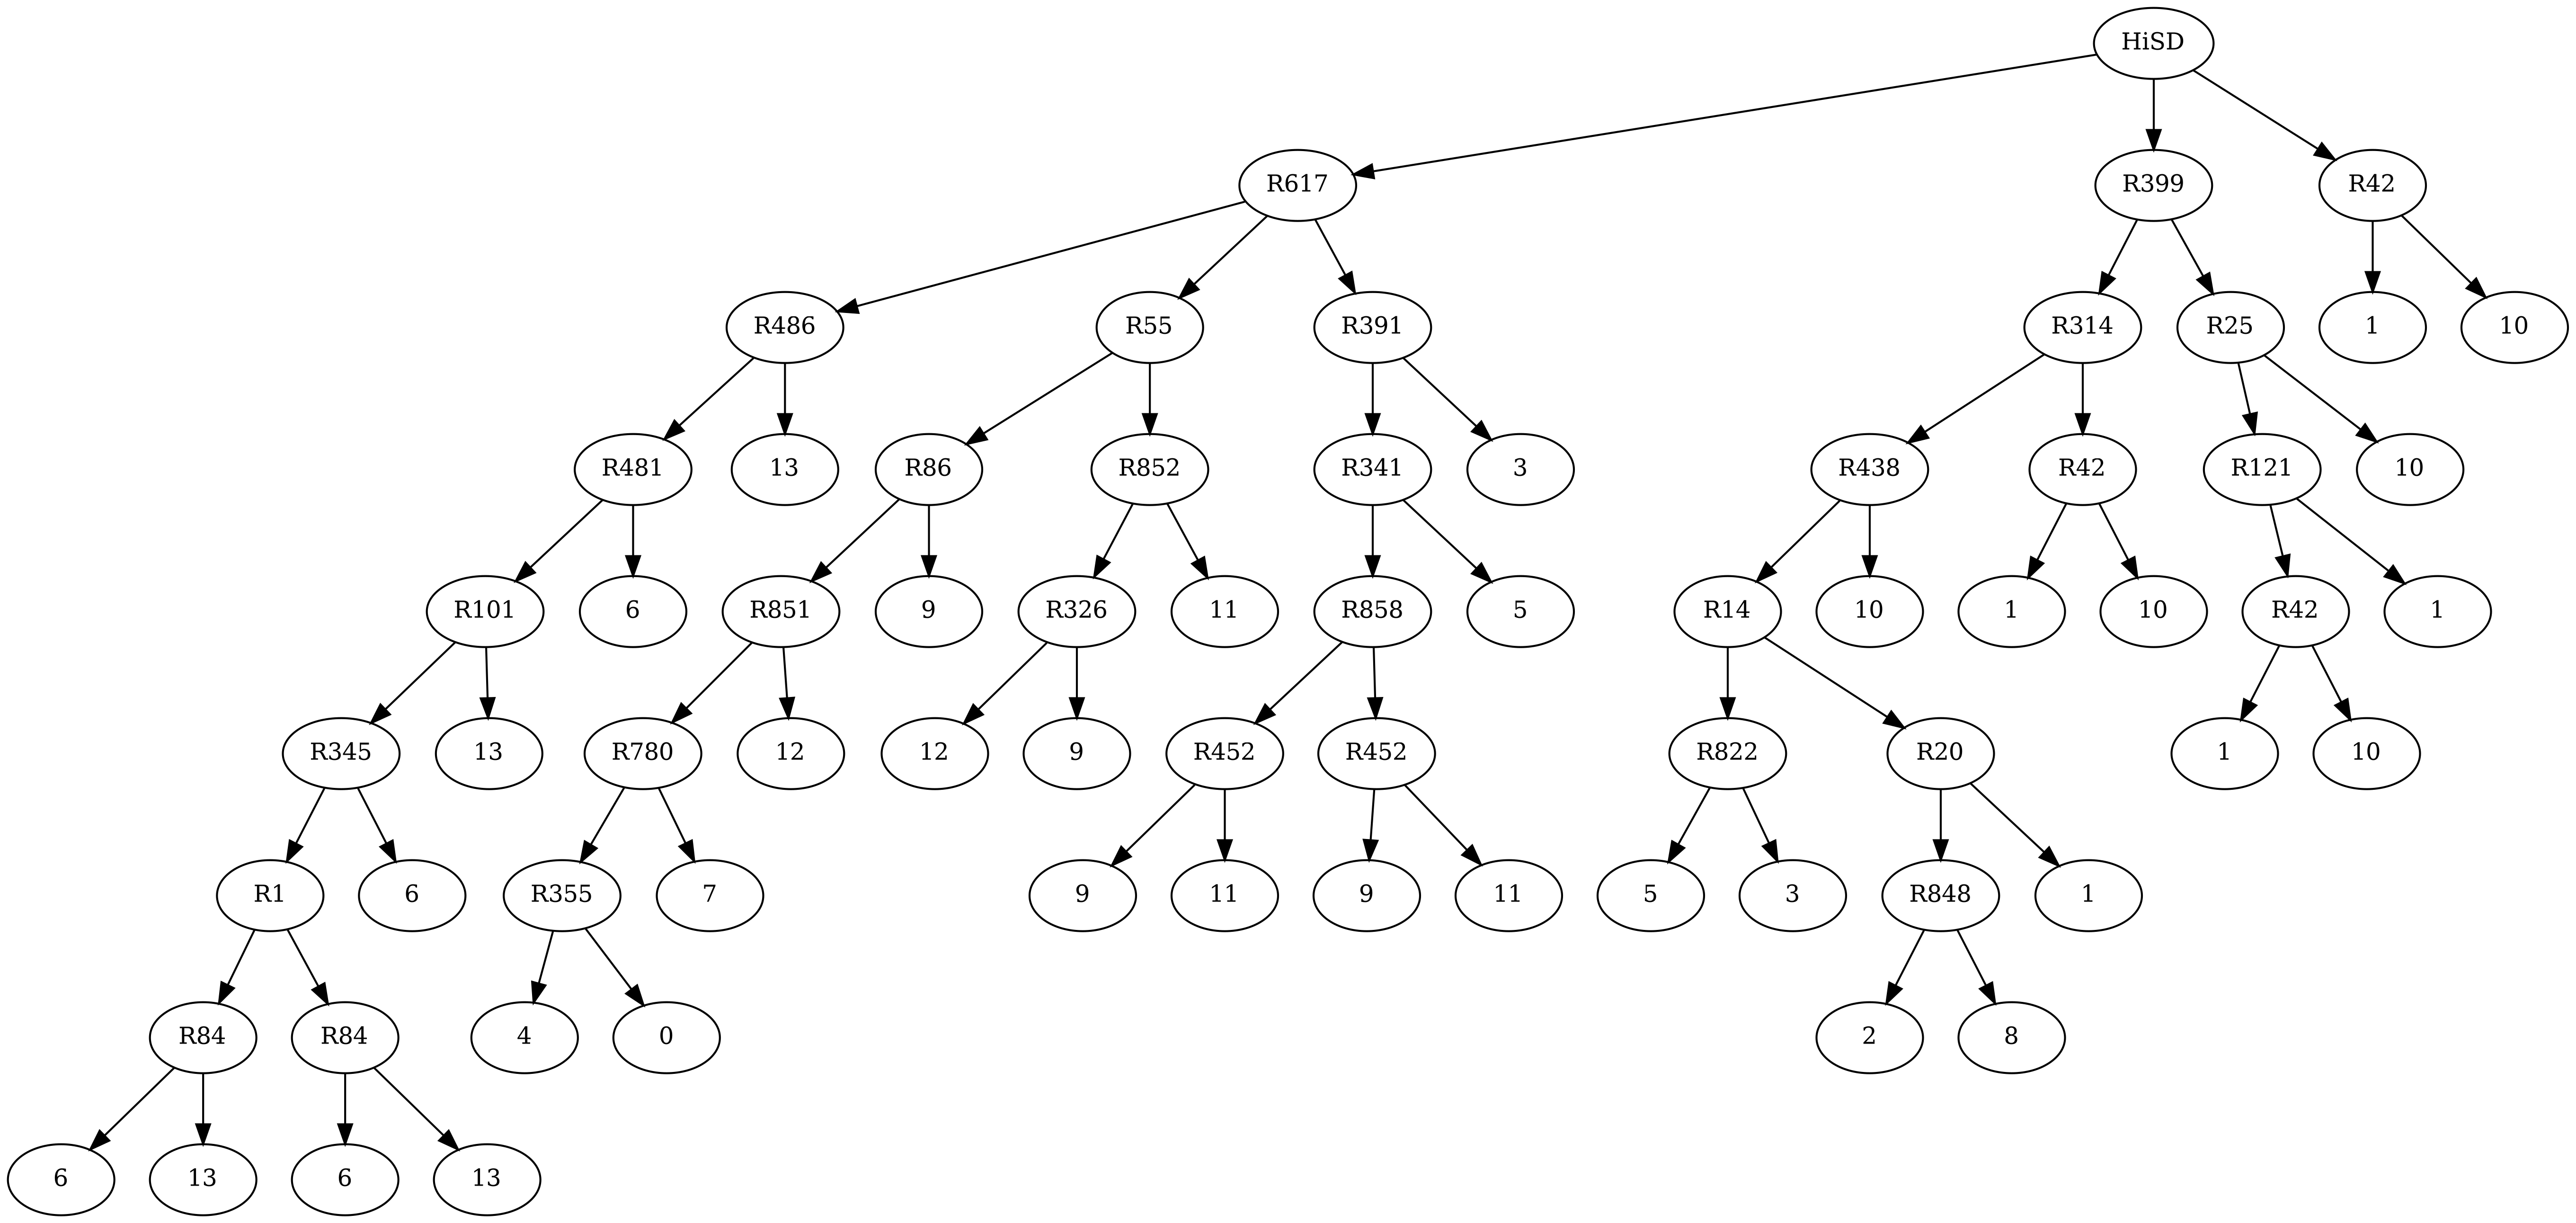 HiSD
R617 R399 R42
R486 R55 R391 R314 R25 1 10
R481 13 R86 R852 R341 3 R438 R42 R121 10
R101 6 R851 9 R326 11 R858 5 R14 10 1 10 R42 1
R345 13 R780 12 12 9 R452 R452 R822 R20 1 10
R1 6 R355 7 9 11 9 11 5 3 R848 1
R84 R84 4 0 2 8
6 13 6 13